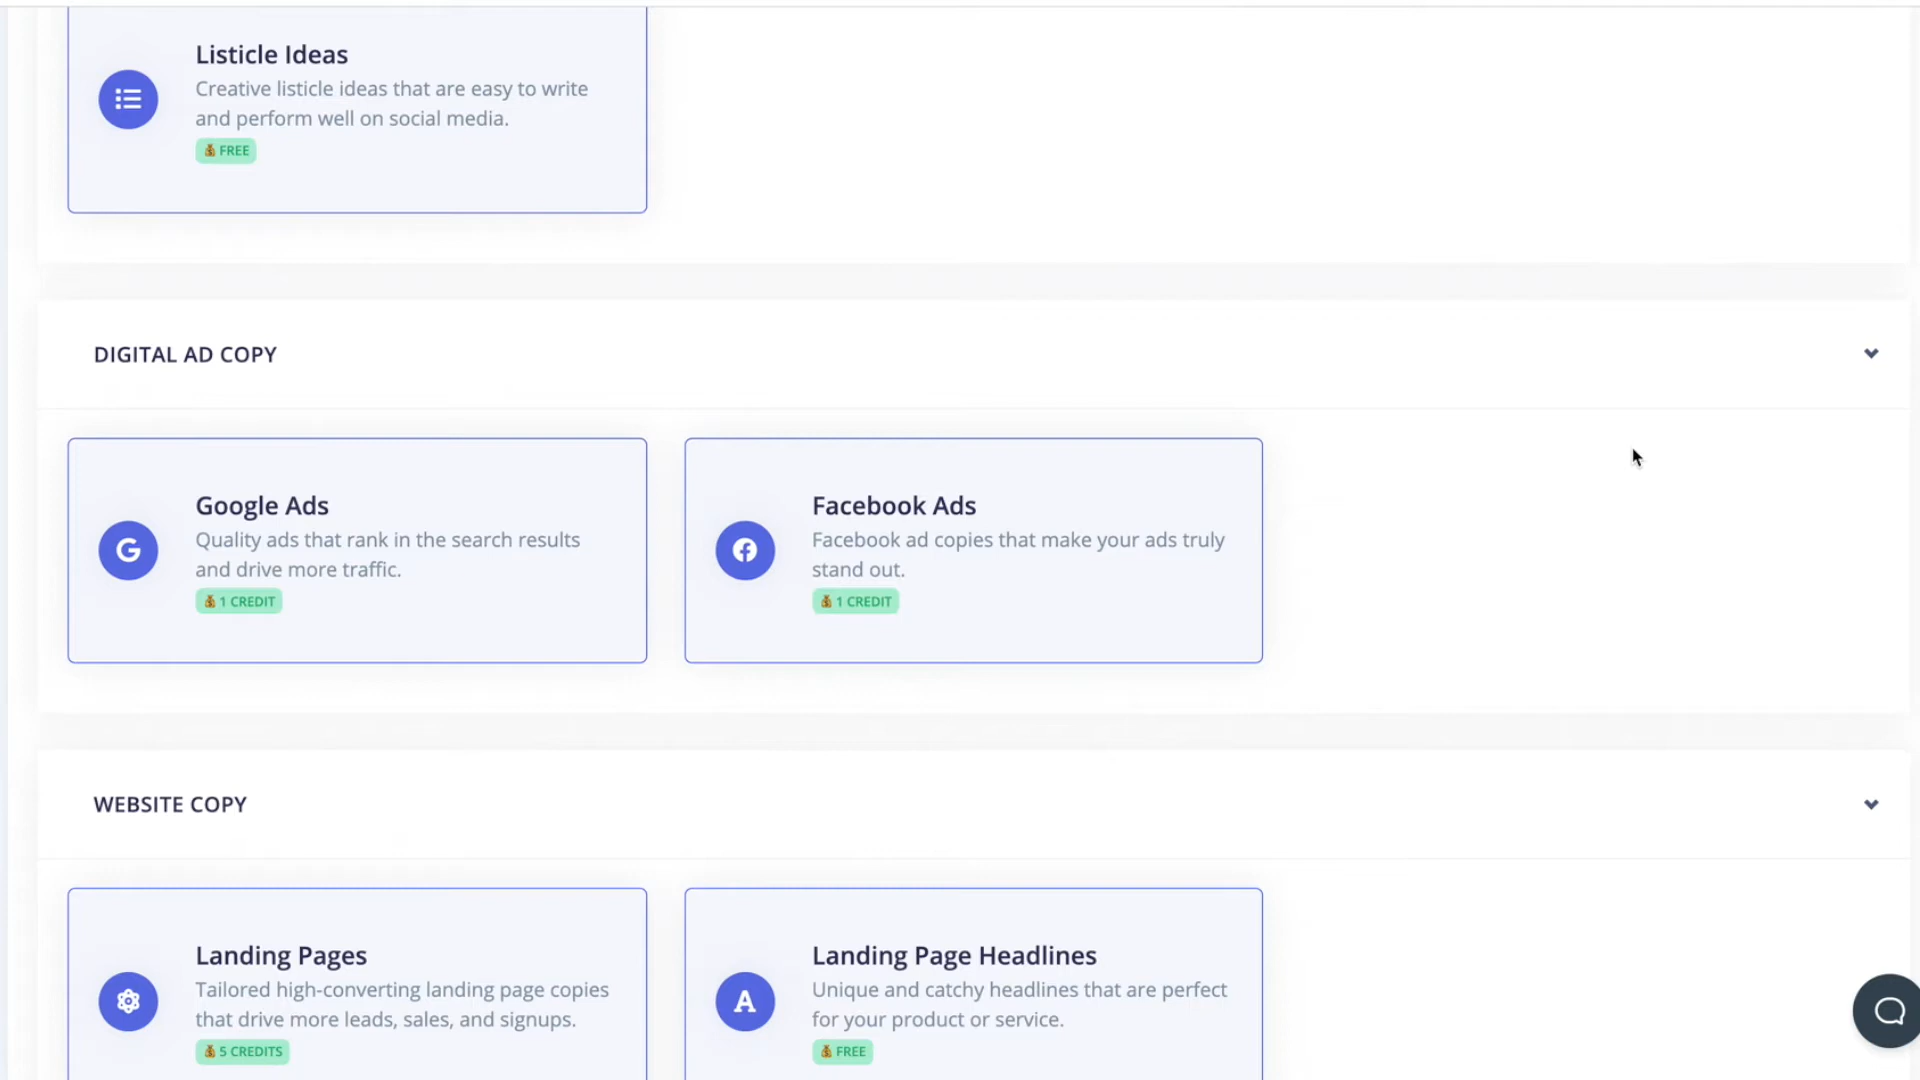 Listicle Ideas
Creative listicle ideas that are easy to write
and perform well on social media.
FREE
DIGITAL AD COPY
Google Ads
Quality ads that rank in the search results
and drive more traffic.
1 CREDIT
Facebook Ads
Facebook ad copies that make your ads truly
stand out.
1 CREDIT
WEBSITE COPY
Landing Pages
Tailored high-converting landing page copies
that drive more leads, sales, and signups.
5 CREDITS
Landing Page Headlines
Unique and catchy headlines that are perfect
for your product or service.
FREE